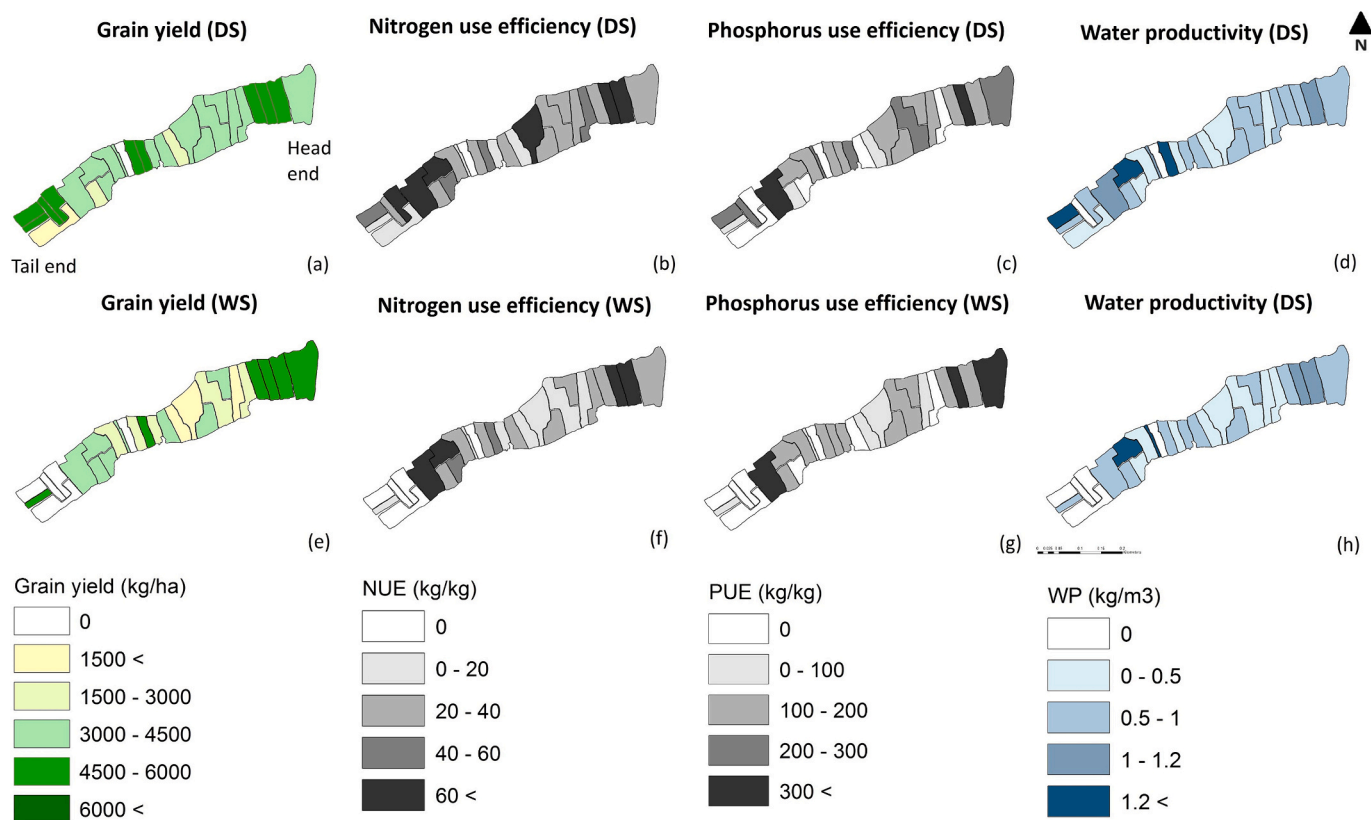 Grain yield (DS)
Nitrogen use efficiency (DS)
Phosphorus use efficiency (DS)
Water productivity (DS)
N
Head
end
Tail end
(a)
(b)
(c)
(d)
Grain yield (WS)
Nitrogen use efficiency (WS)
Phosphorus use efficiency (WS)
Water productivity (DS)
(e)
(f)
(g)
(h)
Grain yield (kg/ha)
0
1500 <
1500 - 3000
3000 - 4500
4500 - 6000
6000 <
NUE (kg/kg)
0
0 - 20
20 - 40
40 - 60
60 <
PUE (kg/kg)
0
0 - 100
100 - 200
200 - 300
300 <
WP (kg/m3)
0
0 - 0.5
0.5 - 1
1 - 1.2
1.2 <